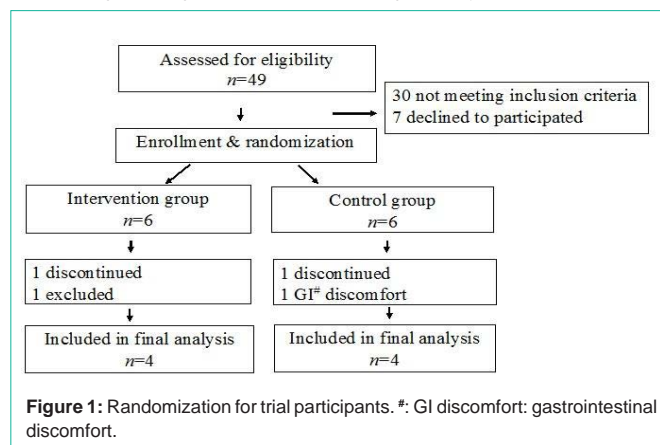 Assessed for eligibility
n=49
30 not meeting inclusion criteria
7 declined to participated
Enrollment & randomization
Intervention group
n=6
Control group
n=6
1 discontinued
1 excluded
1 discontinued
1 GI# discomfort
Included in final analysis
n=4
Included in final analysis
n=4
Figure 1: Randomization for trial participants. #: GI discomfort: gastrointestinal
discomfort.